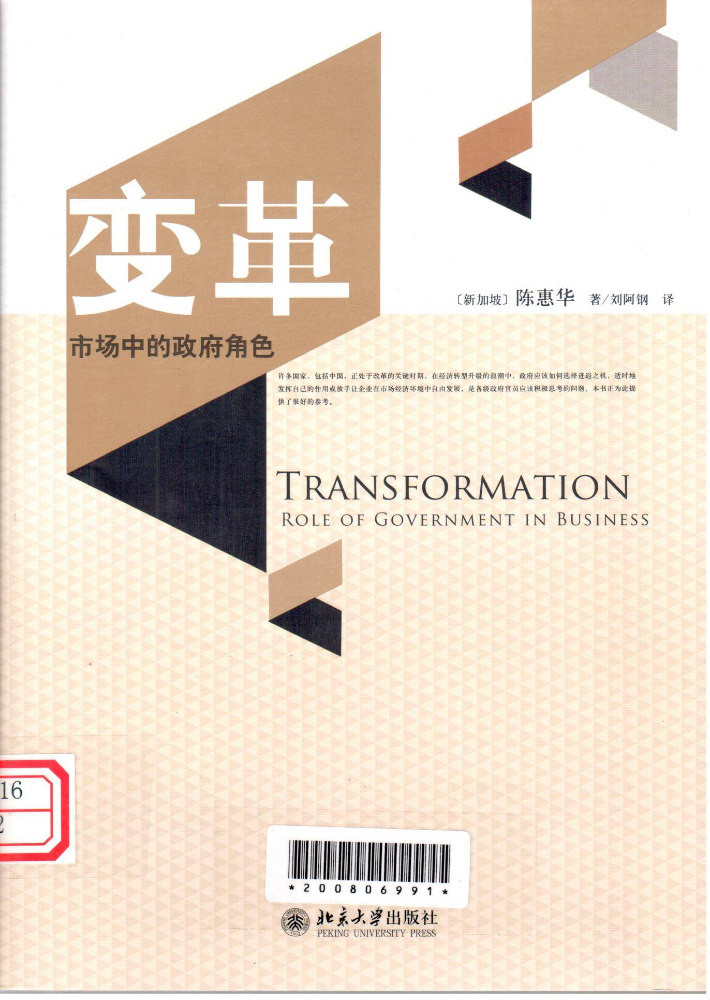 变革
〔新加坡〕陈惠华 著/刘阿钢 译
市场中的政府角色
许多国家，包括中国，正处于改革的关键时期，在经济转型升级的浪潮中，政府应该如何选择进退之机，适时地
发挥自己的作用或放手让企业在市场经济环境中自由发展，是各级政府官员应该积极思考的问题，本书正为此提
供了很好的参考。
TRANSFORMATION
ROLE OF GOVERNMENT IN BUSINESS
16
2
*200806991*
PEKING UNIVERSITY PRESS
·1902·
北京大学出版社
PEKING UNIVERSITY PRESS